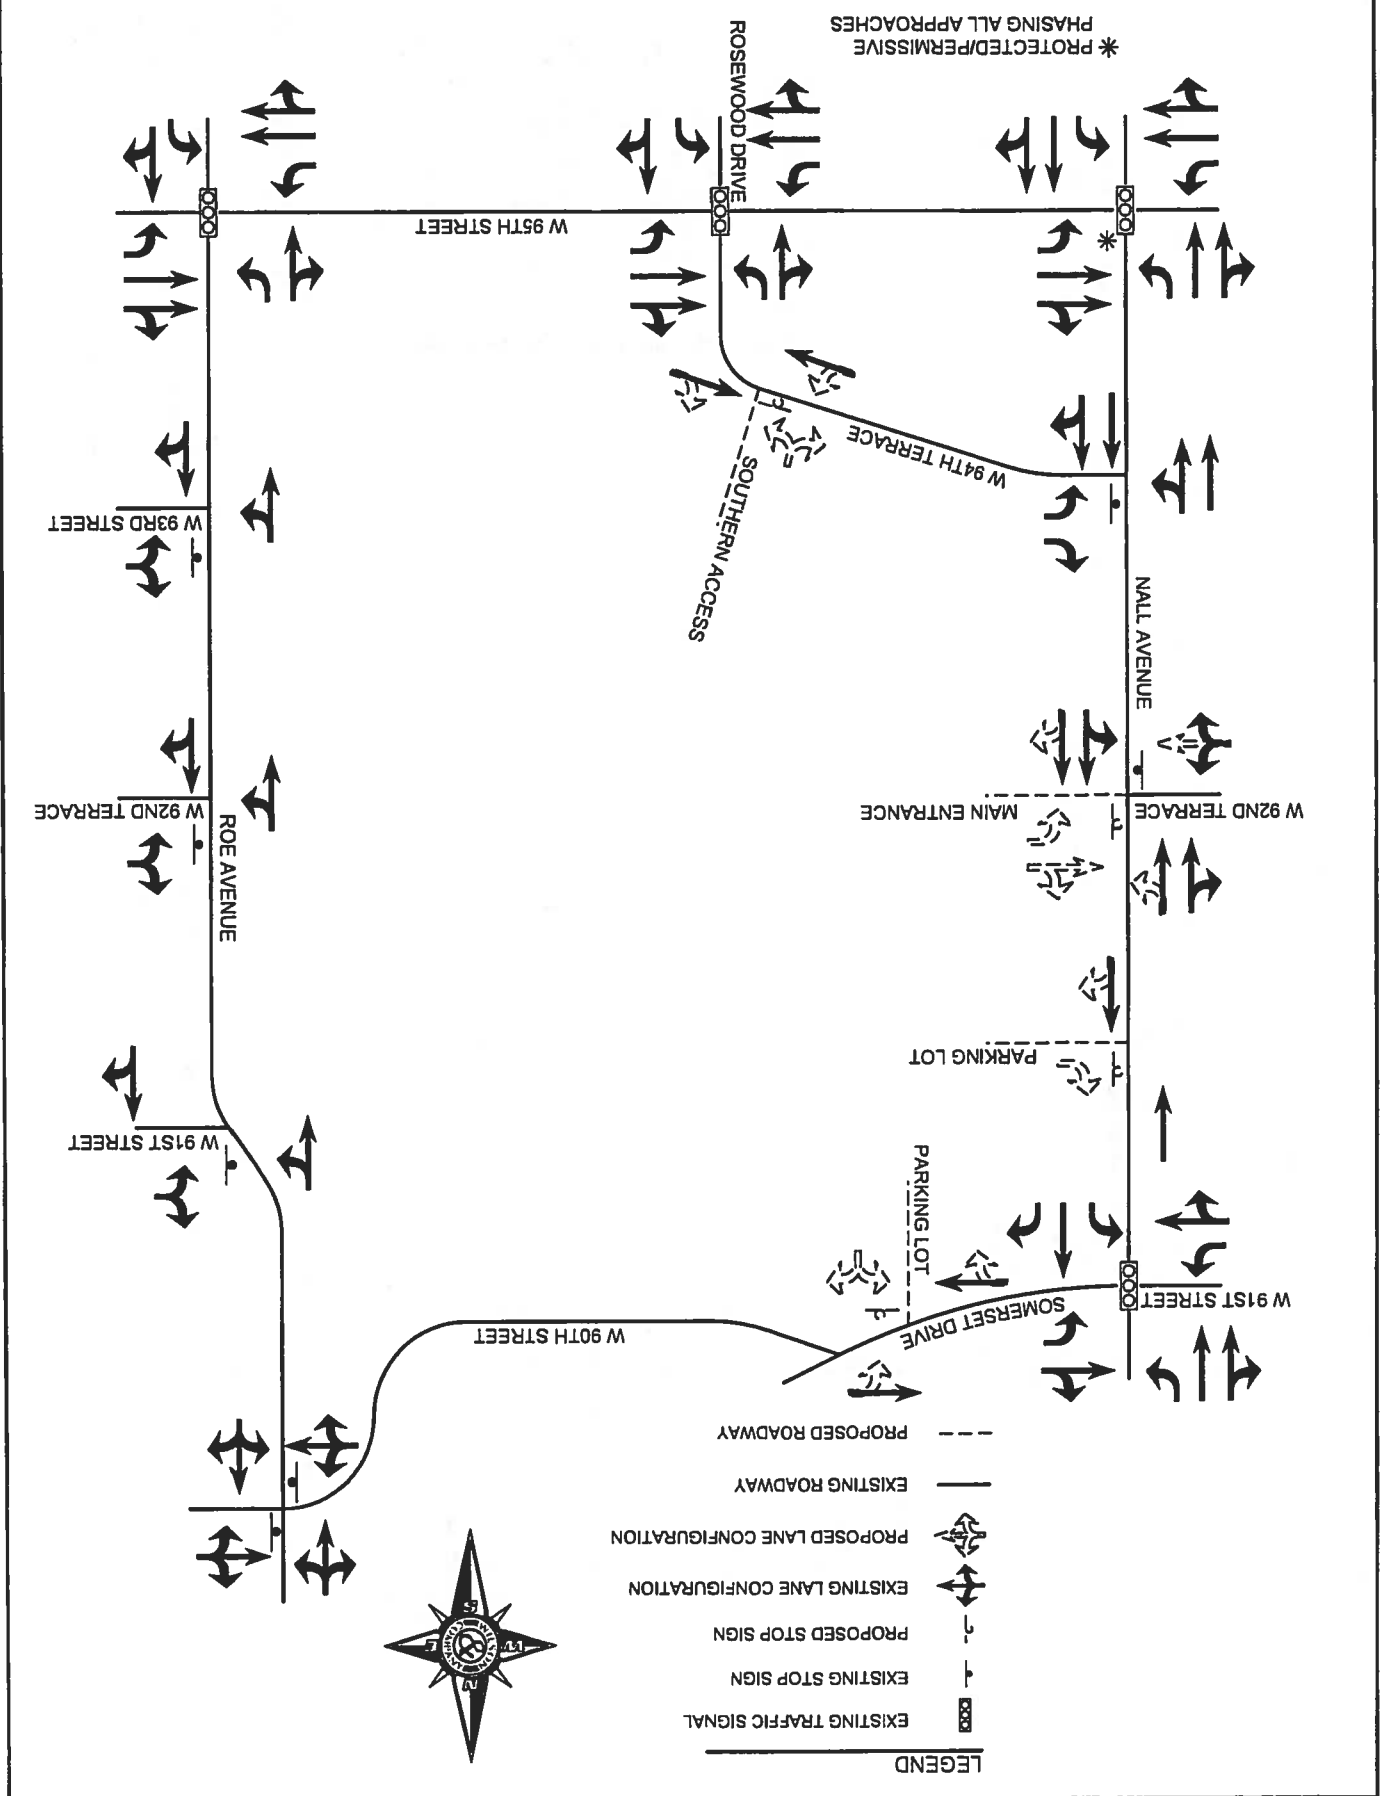 LEGEND
EXISTING TRAFFIC SIGNAL
EXISTING STOP SIGN
PROPOSED STOP SIGN
EXISTING LANE CONFIGURATION
PROPOSED LANE CONFIGURATION
EXISTING ROADWAY
PROPOSED ROADWAY
N
W
E
S
WILSON
COMPANY
W 91ST STREET
SOMERSET DRIVE
W 90TH STREET
PARKING LOT
PARKING LOT
W 91ST STREET
W 92ND TERRACE
MAIN ENTRANCE
ROE AVENUE
W 92ND TERRACE
NALL AVENUE
SOUTHERN ACCESS
W 93RD STREET
W 94TH TERRACE
W 95TH STREET
ROSEWOOD DRIVE
* PROTECTED/PERMISSIVE
PHASING ALL APPROACHES